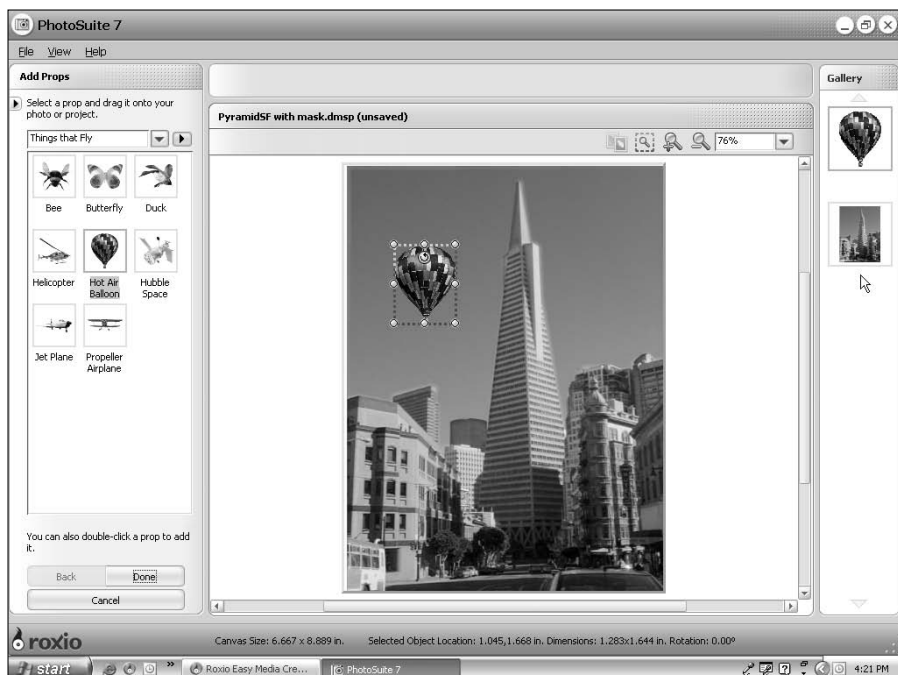 PhotoSuite 7
File View Help
Add Props
Select a prop and drag it onto your
photo or project.
Things that Fly
Bee
Butterfly
Duck
Helicopter
Hot Air
Balloon
Hubble
Space
Jet Plane
Propeller
Airplane
You can also double-click a prop to add
it.
Back
Done
Cancel
PyramidSF with mask.dmsp (unsaved)
76%
Gallery
roxio
Canvas Size: 6.667 x 8.889 in.
Selected Object Location: 1.045,1.668 in. Dimensions: 1.283x1.644 in. Rotation: 0.00º
start
Roxio Easy Media Cre...
PhotoSuite 7
4:21 PM